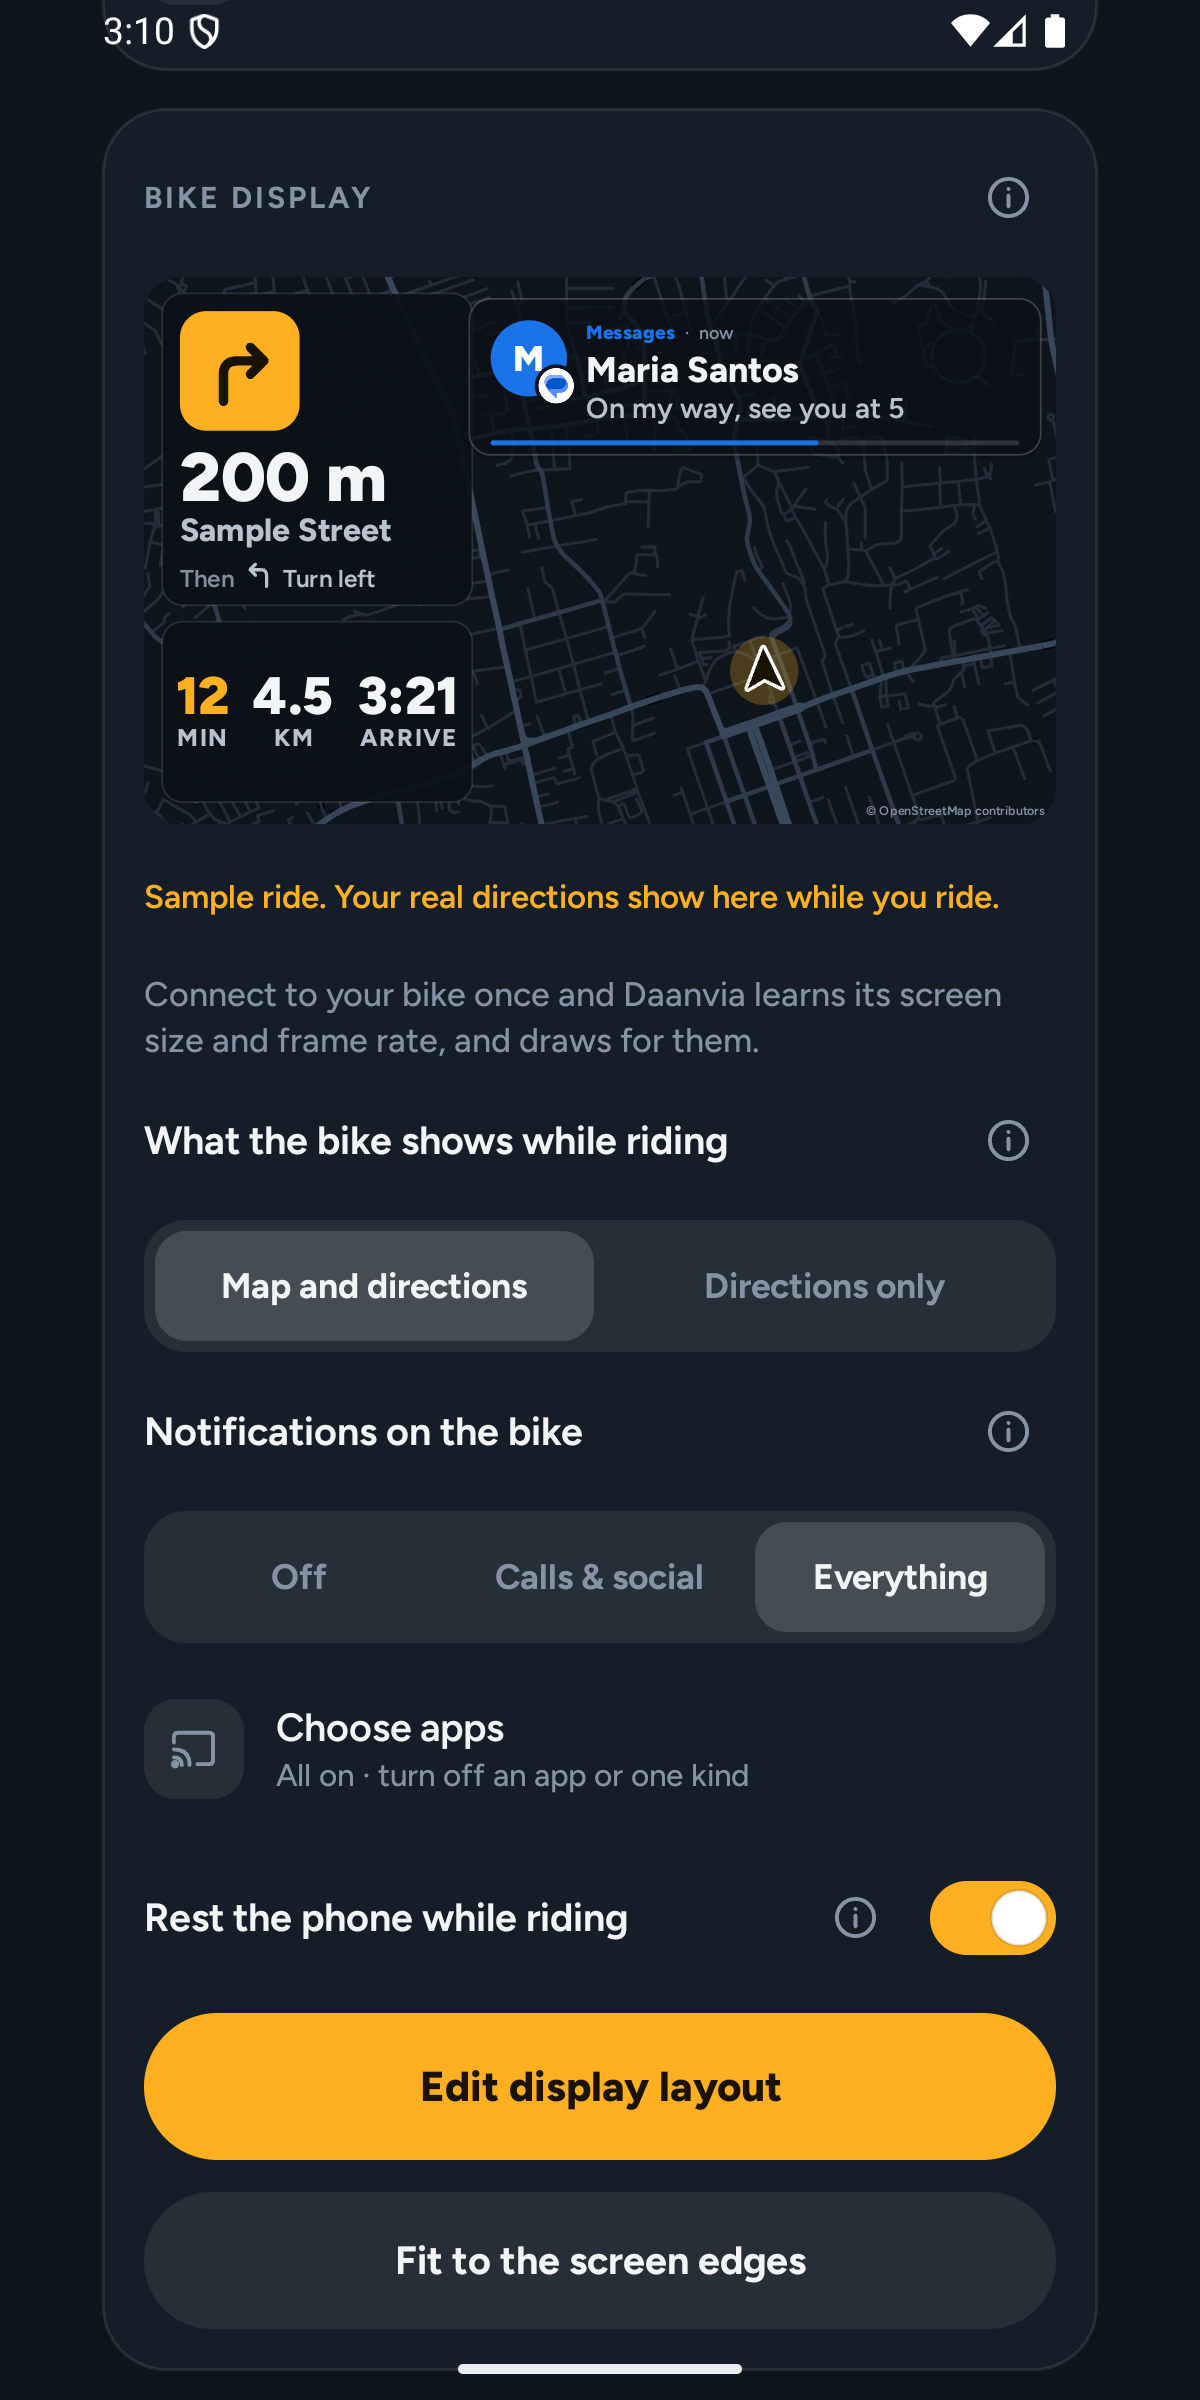 3:10
BIKE DISPLAY
200 m
Sample Street
Then Turn left
M
Messages · now
Maria Santos
On my way, see you at 5
12 4.5 3:21
MIN KM ARRIVE
© OpenStreetMap contributors
Sample ride. Your real directions show here while you ride.
Connect to your bike once and Daanvia learns its screen
size and frame rate, and draws for them.
What the bike shows while riding
Map and directions Directions only
Notifications on the bike
Off Calls & social Everything
Choose apps
All on · turn off an app or one kind
Rest the phone while riding
Edit display layout
Fit to the screen edges